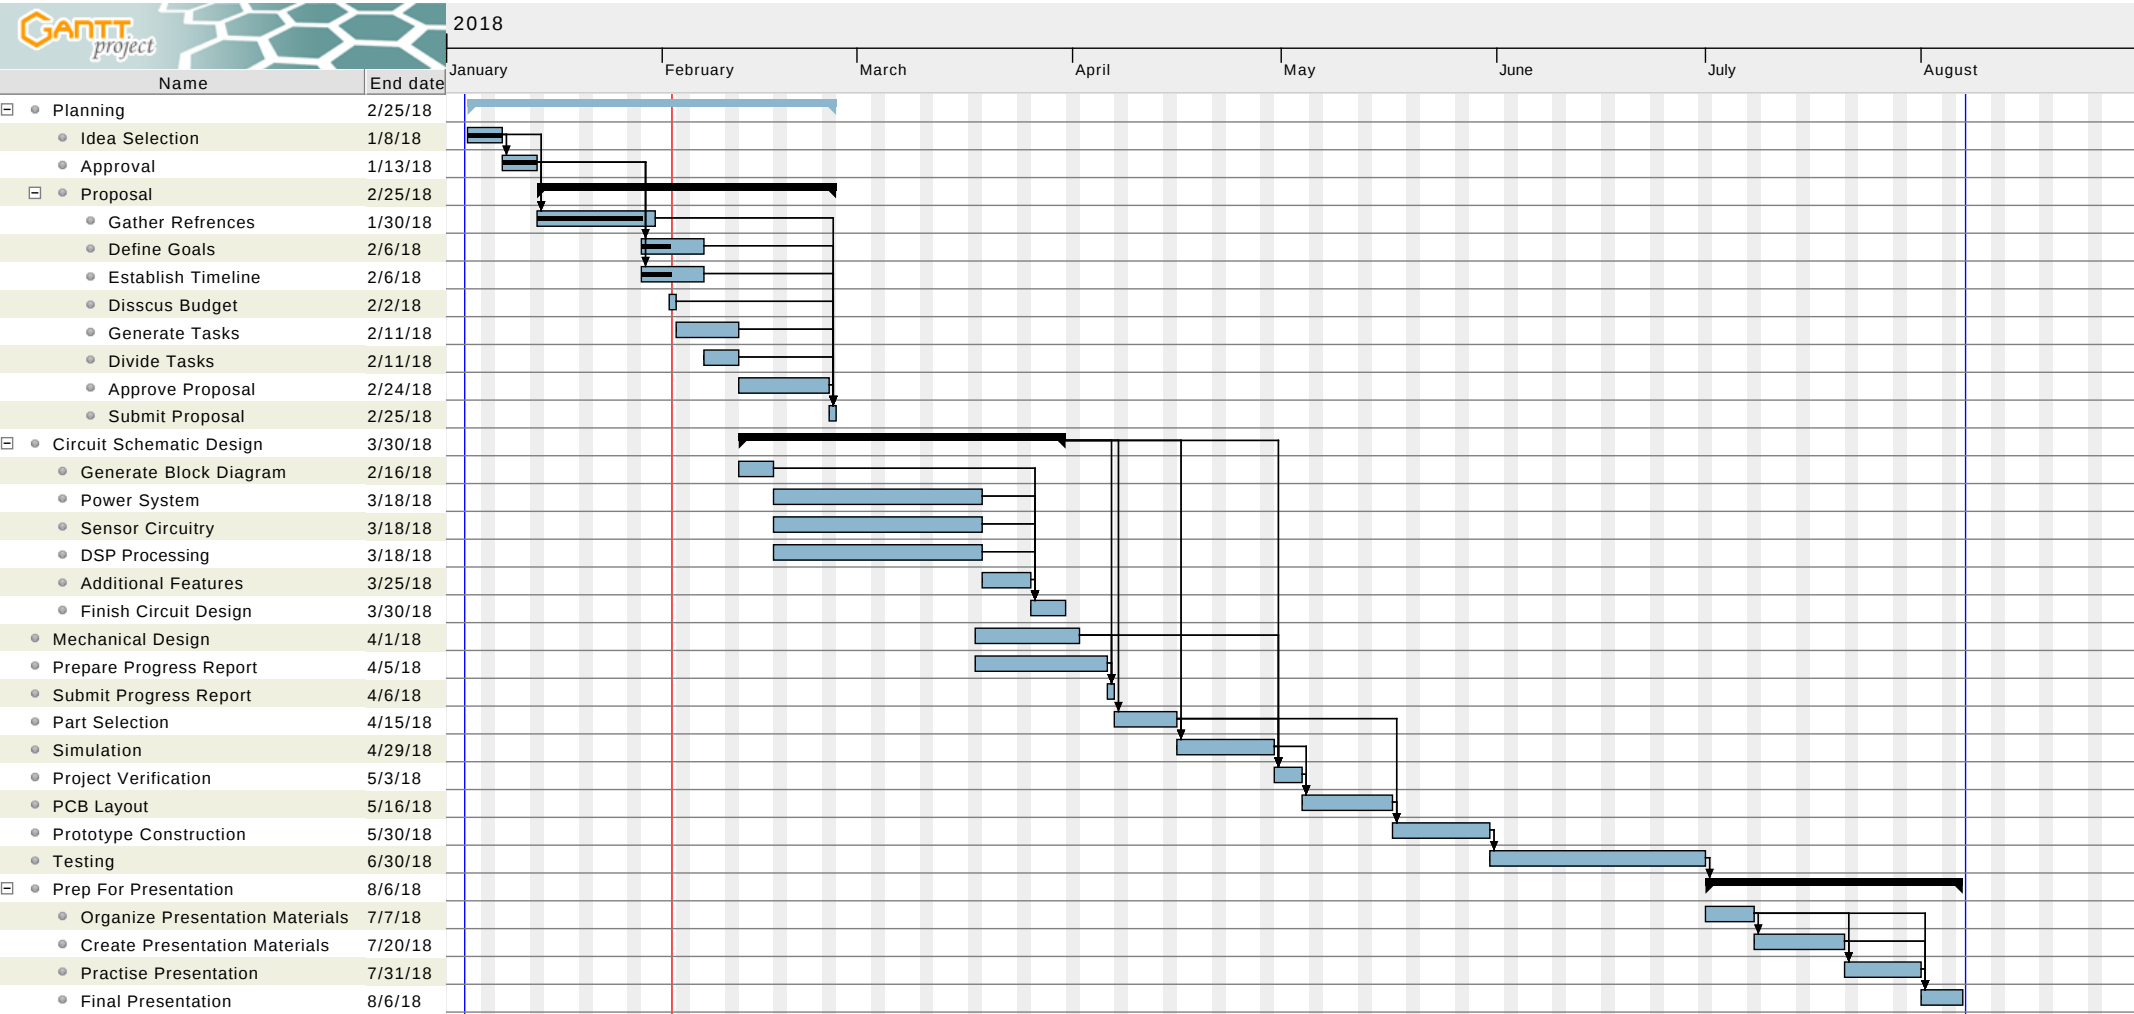 GANTT
project
2018
January February March April May June July August
Name End date
Planning 2/25/18
Idea Selection 1/8/18
Approval 1/13/18
Proposal 2/25/18
Gather Refrences 1/30/18
Define Goals 2/6/18
Establish Timeline 2/6/18
Disscus Budget 2/2/18
Generate Tasks 2/11/18
Divide Tasks 2/11/18
Approve Proposal 2/24/18
Submit Proposal 2/25/18
Circuit Schematic Design 3/30/18
Generate Block Diagram 2/16/18
Power System 3/18/18
Sensor Circuitry 3/18/18
DSP Processing 3/18/18
Additional Features 3/25/18
Finish Circuit Design 3/30/18
Mechanical Design 4/1/18
Prepare Progress Report 4/5/18
Submit Progress Report 4/6/18
Part Selection 4/15/18
Simulation 4/29/18
Project Verification 5/3/18
PCB Layout 5/16/18
Prototype Construction 5/30/18
Testing 6/30/18
Prep For Presentation 8/6/18
Organize Presentation Materials 7/7/18
Create Presentation Materials 7/20/18
Practise Presentation 7/31/18
Final Presentation 8/6/18